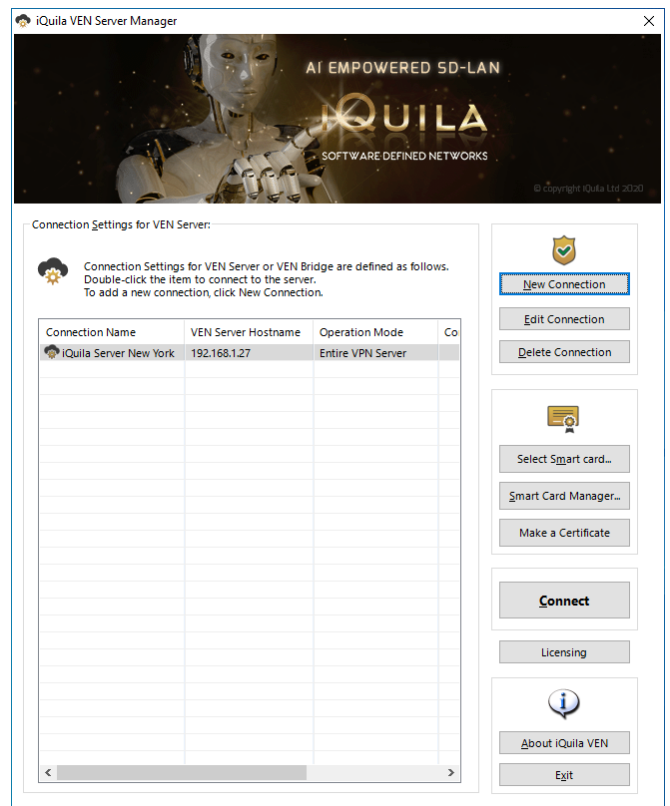 iQuila VEN Server Manager
AI EMPOWERED SD-LAN
iQUILA
SOFTWARE DEFINED NETWORKS
© copyright iQuila Ltd 2020
Connection Settings for VEN Server:
Connection Settings for VEN Server or VEN Bridge are defined as follows.
Double-click the item to connect to the server.
To add a new connection, click New Connection.
Connection Name VEN Server Hostname Operation Mode Co
iQuila Server New York 192.168.1.27 Entire VPN Server
New Connection
Edit Connection
Delete Connection
Select Smart card...
Smart Card Manager...
Make a Certificate
Connect
Licensing
About iQuila VEN
Exit